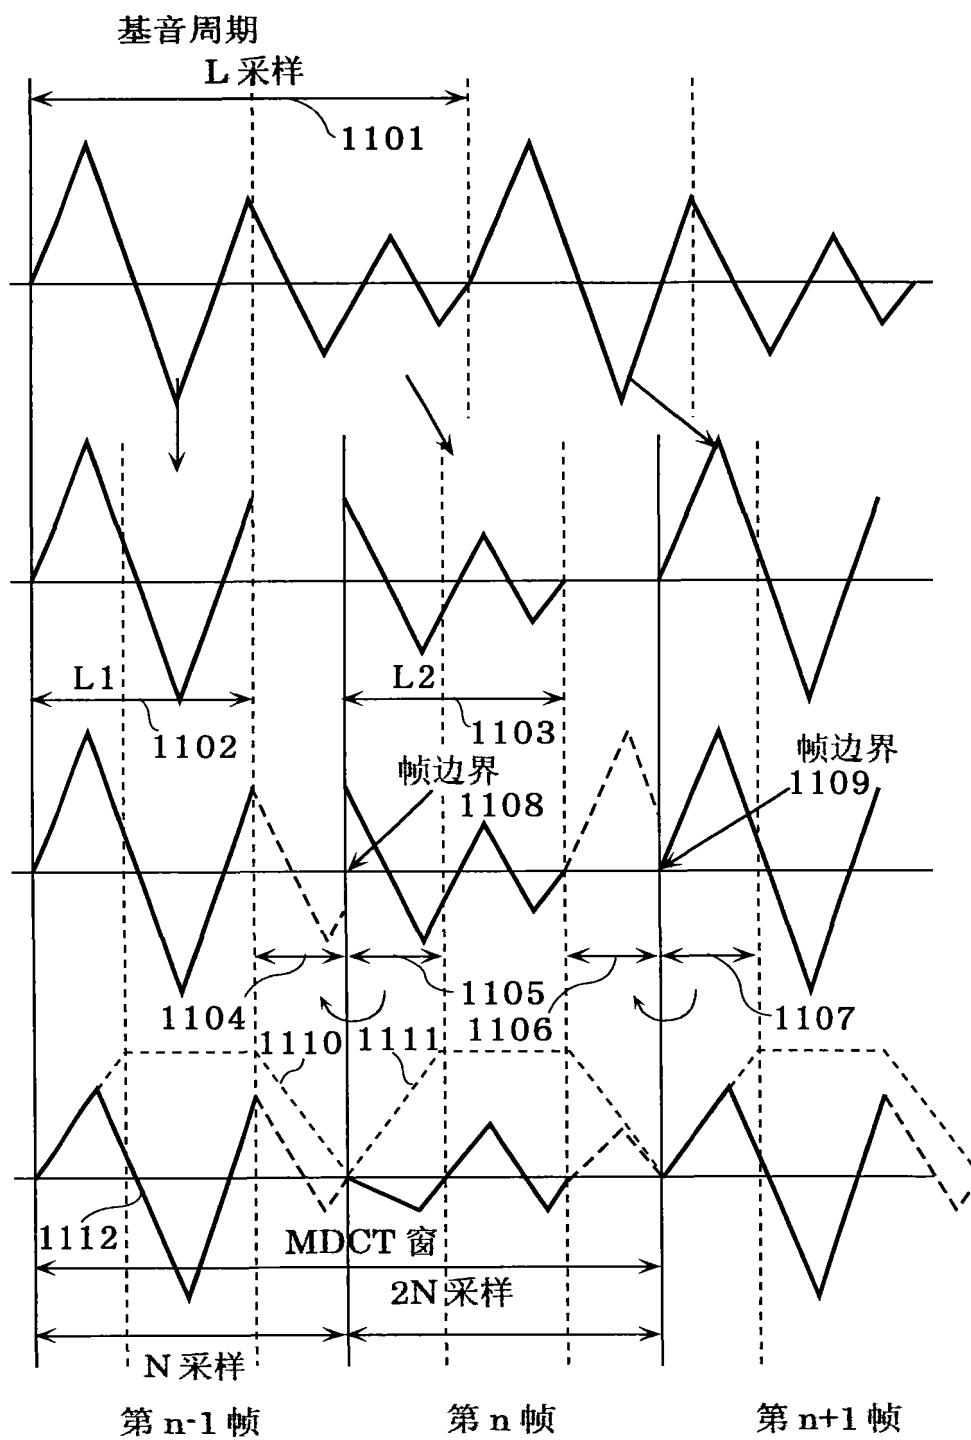 基音周期
L 采样
1101
L1
L2
1102
1103
帧边界
1108
帧边界
1109
1104
1105
1106
1107
1110
1111
1112
MDCT 窗
2N 采样
N 采样
第 n-1 帧
第 n 帧
第 n+1 帧